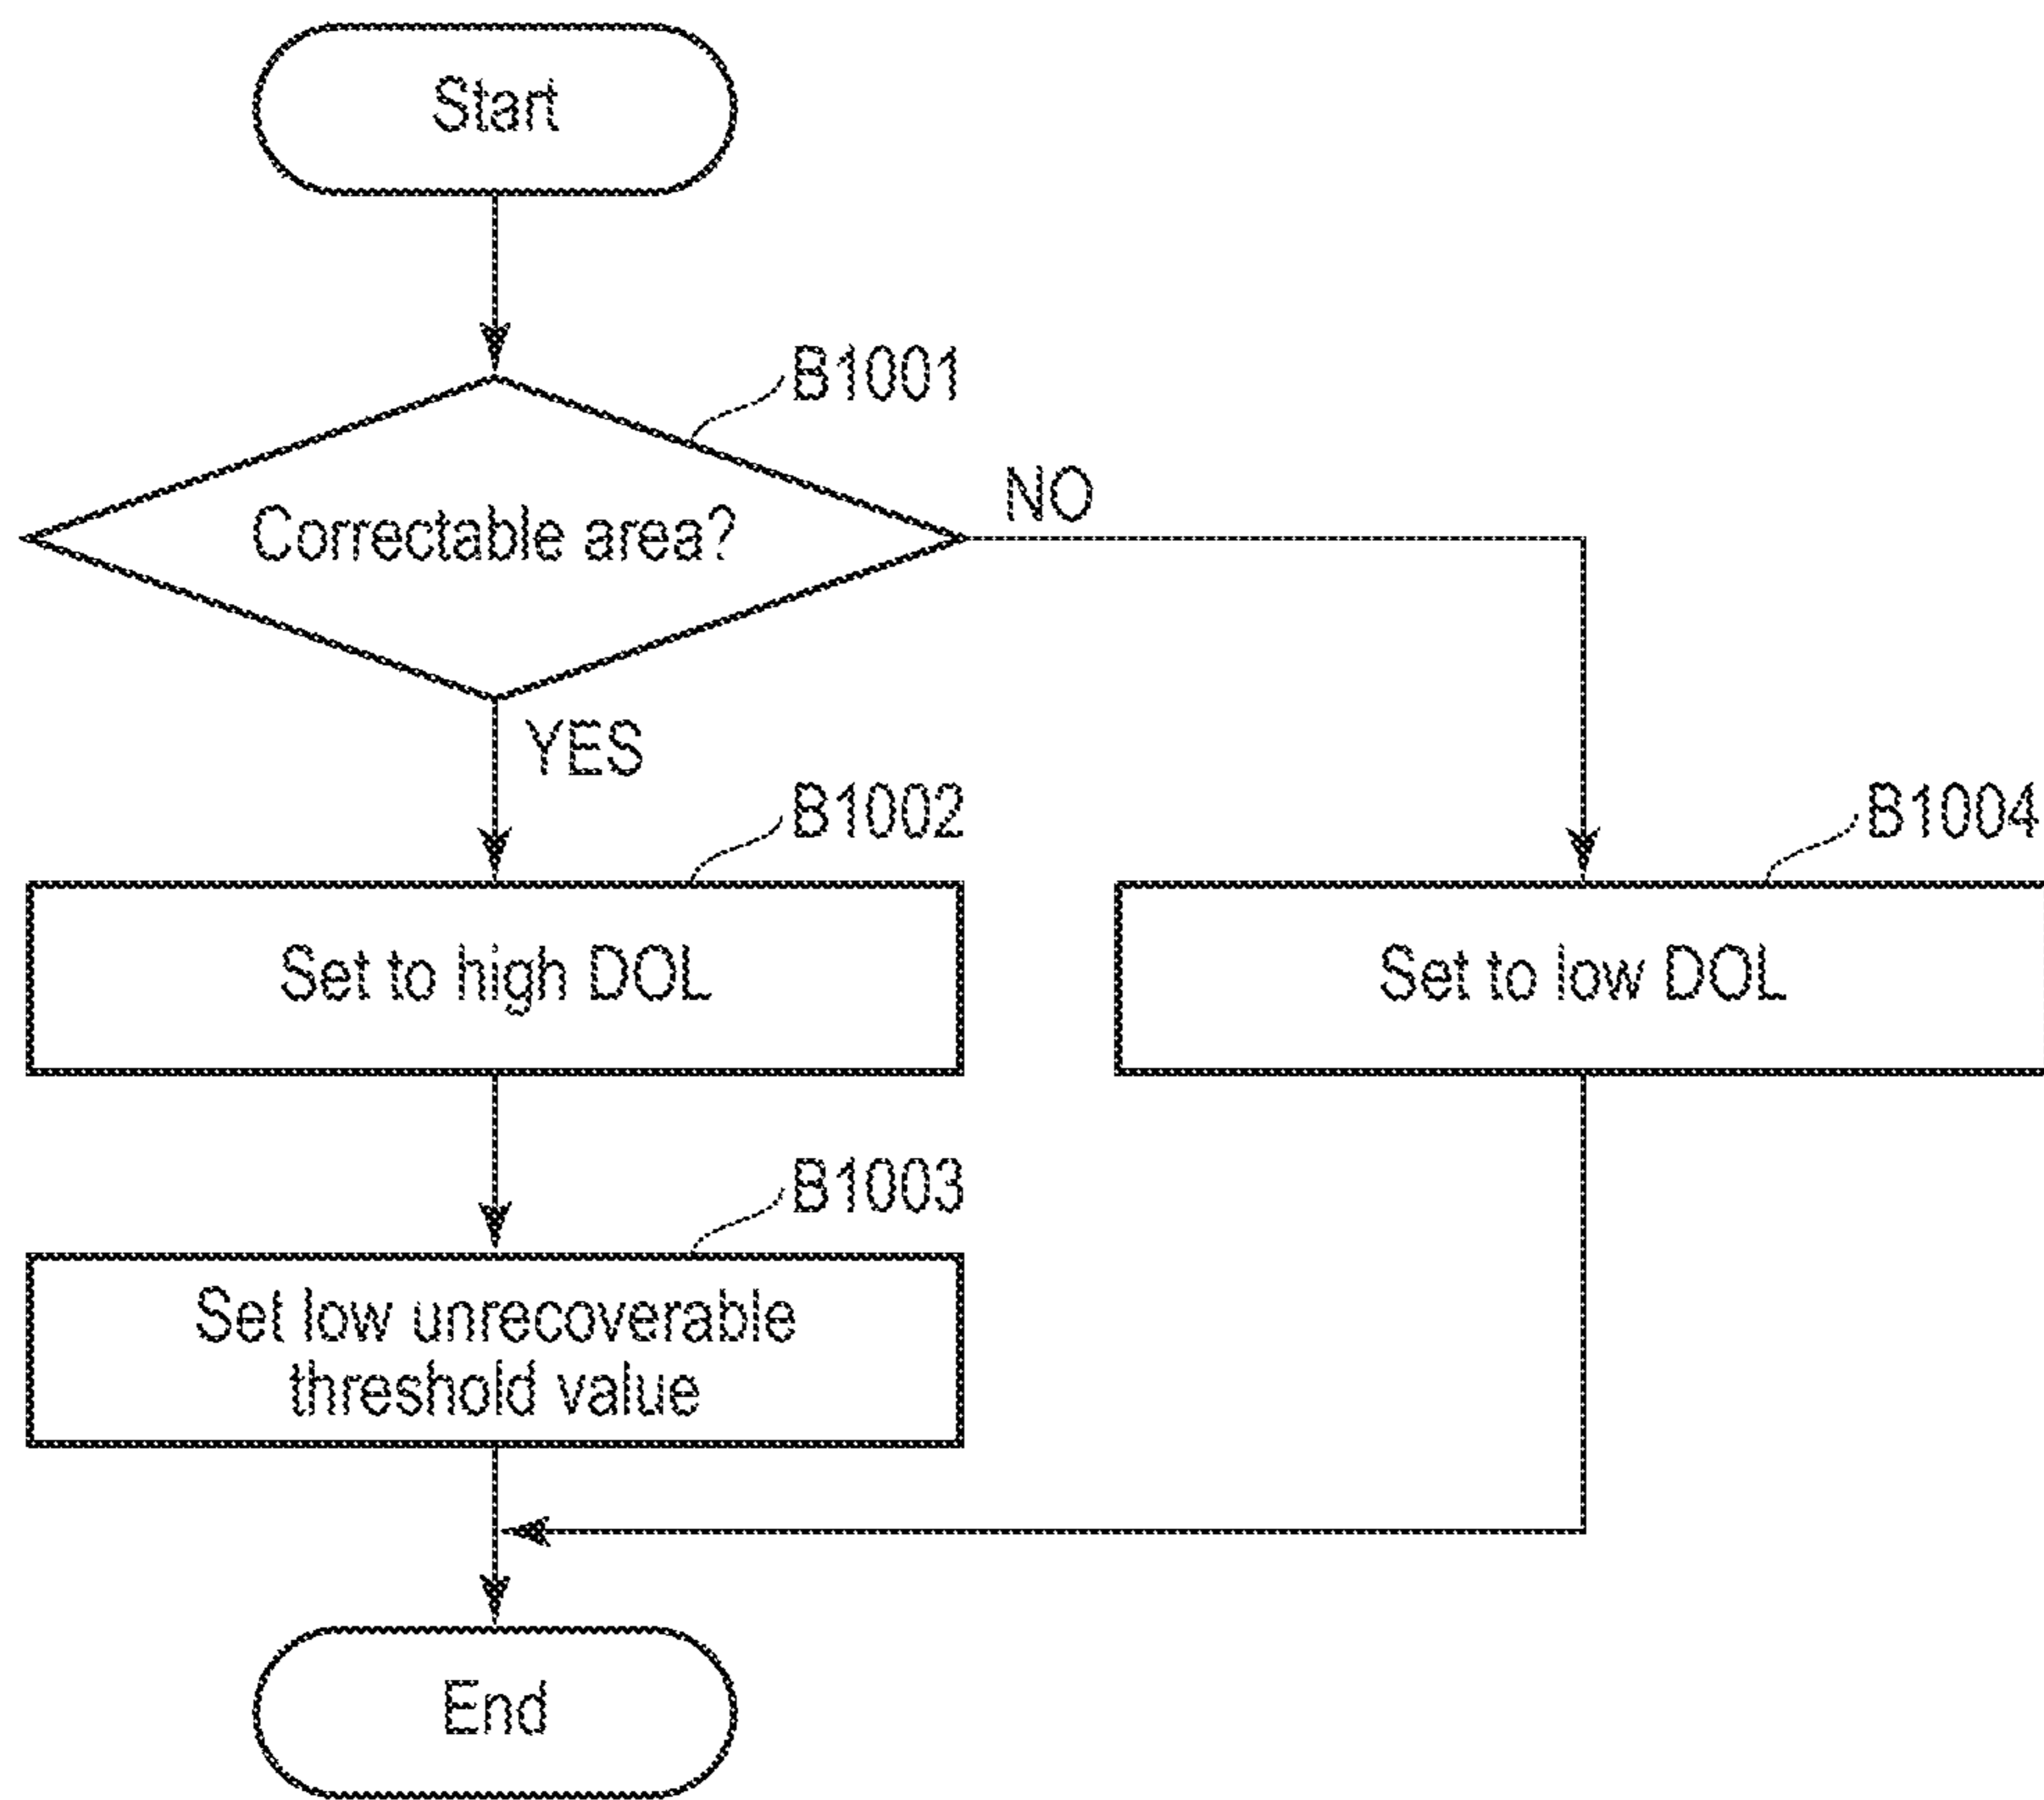 Start
B1001
Correctable area?
NO
YES
B1002
B1004
Set to high DOL
Set to low DOL
B1003
Set low unrecoverable
threshold value
End